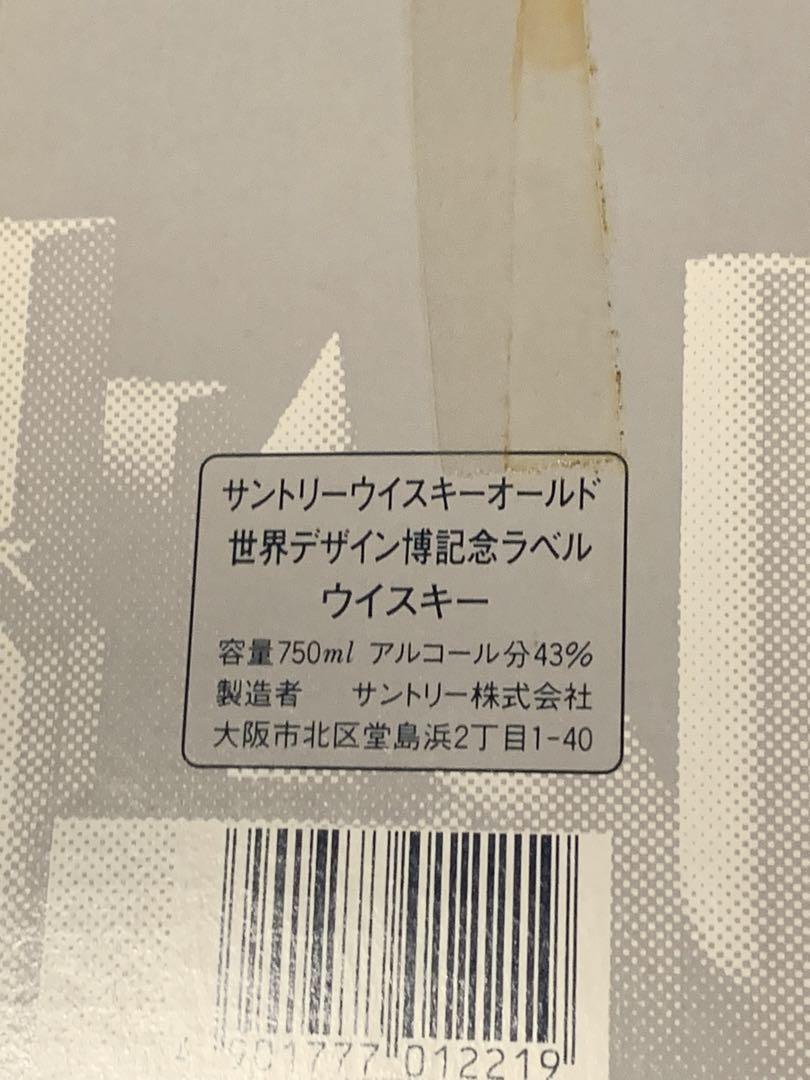 サントリーウイスキーオールド
世界デザイン博記念ラベル
ウイスキー
容量750ml アルコール分43%
製造者 サントリー株式会社
大阪市北区堂島浜2丁目1-40
4 901777 012219